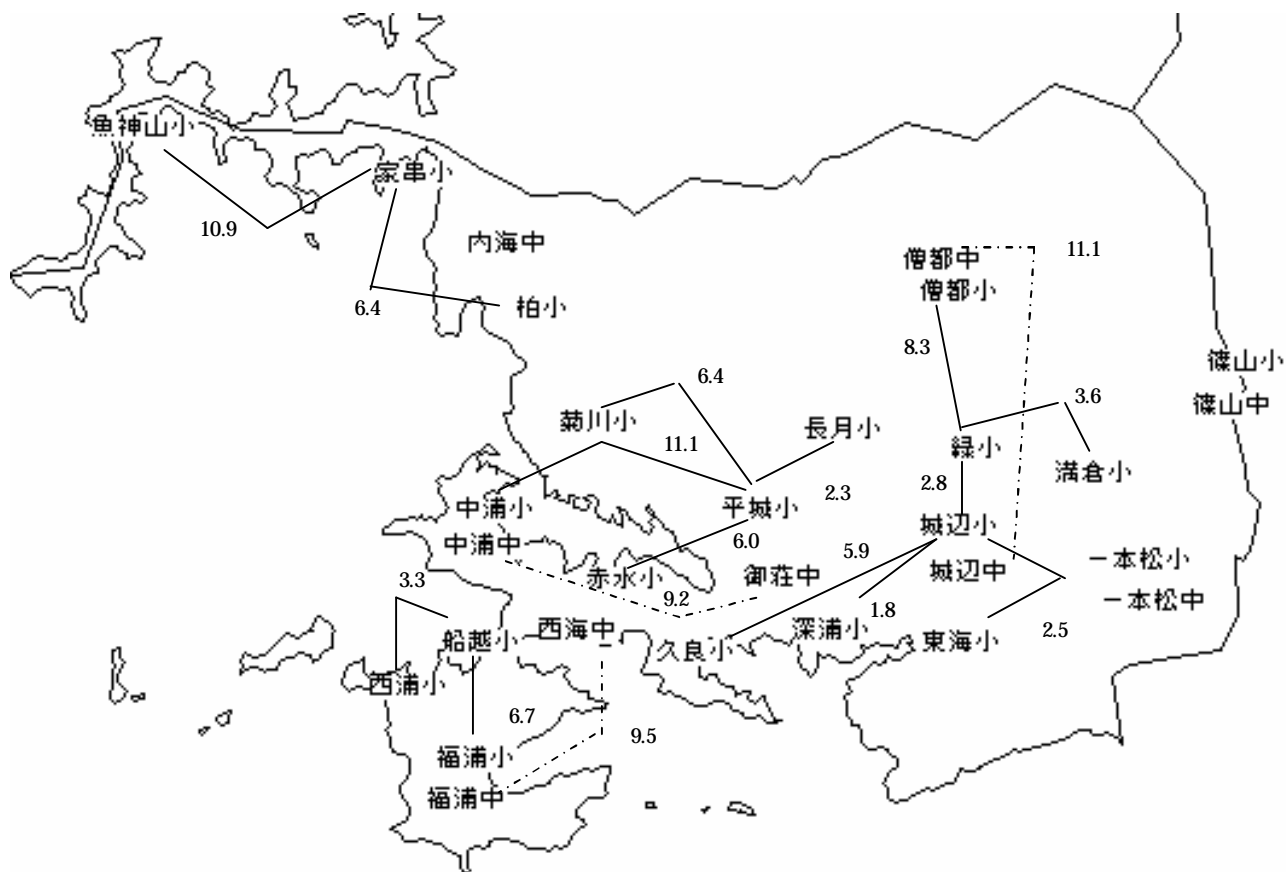 魚神山小
家串小
10.9
内海中
僧都中
11.1
僧都小
6.4
柏小
8.3
篠山小
6.4
3.6
篠山中
菊川小
長月小
11.1
緑小
満倉小
2.8
中浦小
平城小
2.3
城辺小
中浦中
6.0
5.9
一本松小
赤水小
御荘中
城辺中
3.3
9.2
一本松中
1.8
船越小
西海中
久良小
深浦小
東海小
2.5
西浦小
6.7
9.5
福浦小
福浦中